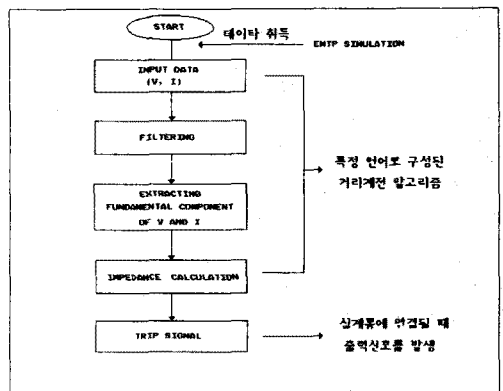 START
데이타 취득
EMTP SIMULATION
INPUT DATA
(V, I)
FILTERING
특정 언어로 구성된
거리계전 알고리즘
EXTRACTING
FUNDAMENTAL COMPONENT
OF V AND I
IMPEDANCE CALCULATION
TRIP SIGNAL
실계통에 연결될 때
출력신호를 발생